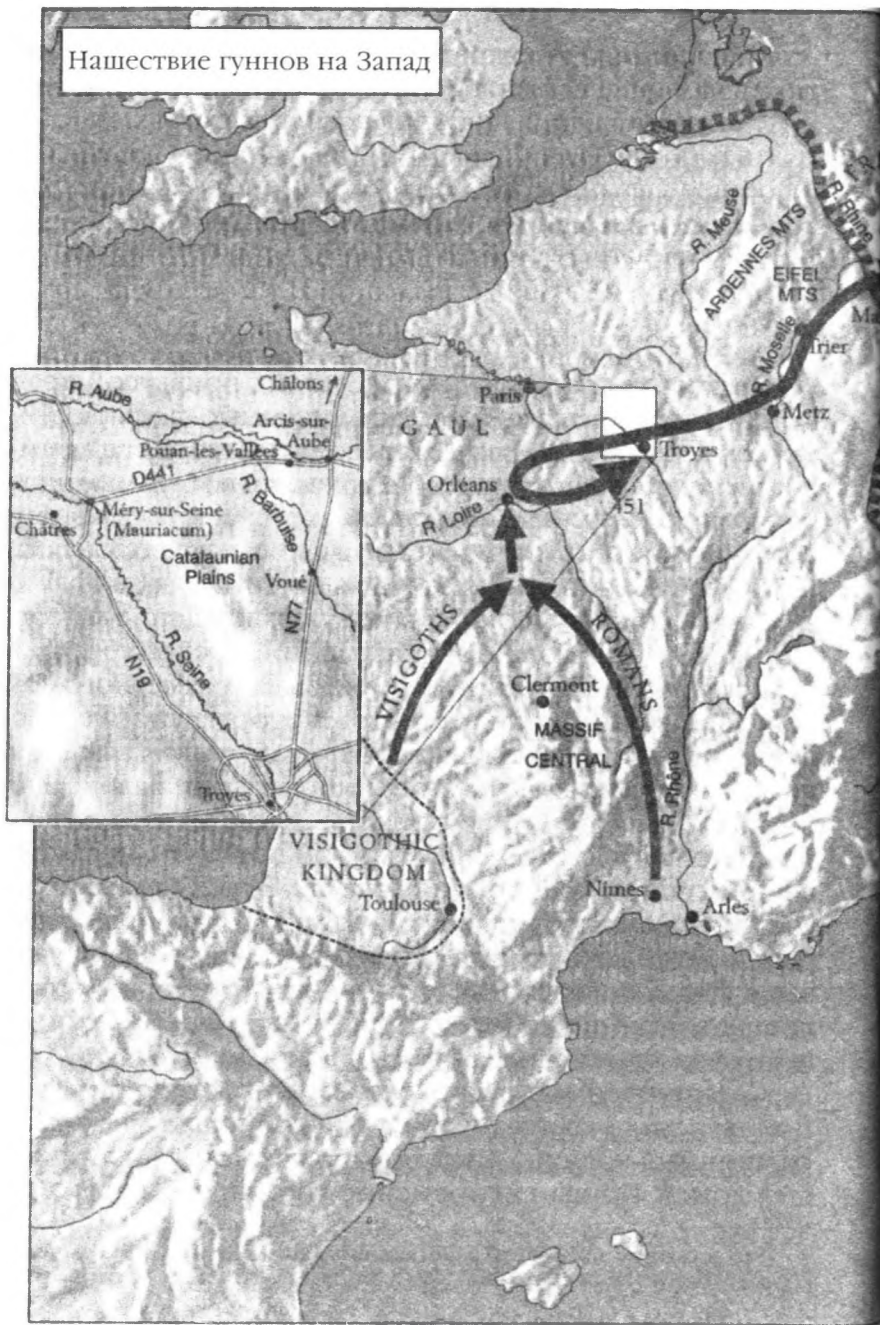 Нашествие гуннов на Запад
R. Rhine
R. Meuse
ARDENNES MTS
EIFEL
MTS
R. Moselle
Trier
Metz
Paris
GAUL
Troyes
Orléans
451
R. Loire
VISIGOTHS
ROMANS
Clermont
MASSIF
CENTRAL
R. Rhône
VISIGOTHIC
KINGDOM
Toulouse
Nîmes
Arles
Châlons
R. Aube
Arcis-sur-
Aube
Pouan-les-Vallées
D441
R. Barbuise
Méry-sur-Seine
(Mauriacum)
Châtres
Catalaunian
Plains
Voué
N77
R. Seine
N19
Troyes